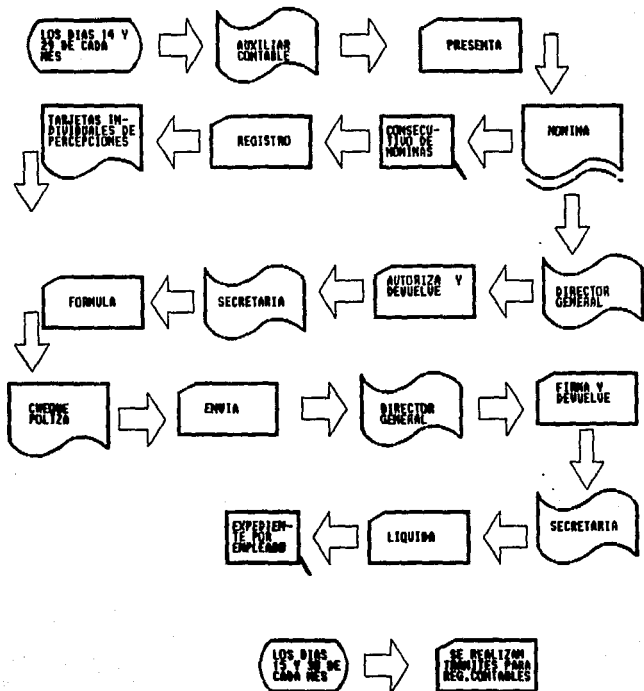 LOS DIAS 14 Y
29 DE CADA
MES
AUXILIAR
CONTABLE
PRESENTA
TARJETAS IN-
DIVIDUALES DE
PERCEPCIONES
REGISTRO
CONSECU-
TIVO DE
NOMINAS
NOMINA
FORMULA
SECRETARIA
AUTORIZA Y
DEVUELVE
DIRECTOR
GENERAL
CHEQUE
POLIZA
ENVIA
DIRECTOR
GENERAL
FIRMA Y
DEVUELVE
EXPEDIEN-
TE POR
EMPLEADO
LIQUIDA
SECRETARIA
LOS DIAS
15 Y 30 DE
CADA MES
SE REALIZAN
TRAMITES PARA
REG.CONTABLES